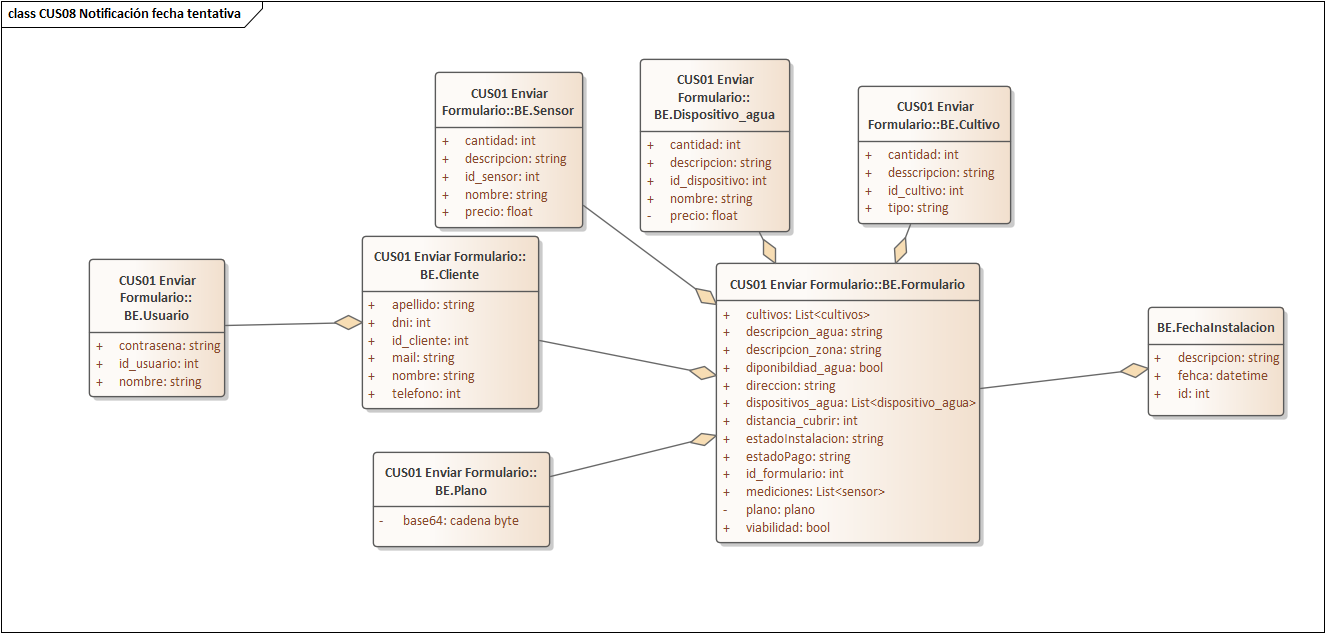 class CUS08 Notificación fecha tentativa
CUS01 Enviar
Formulario::BE.Sensor
+ cantidad: int
+ descripcion: string
+ id_sensor: int
+ nombre: string
+ precio: float
CUS01 Enviar
Formulario::
BE.Dispositivo_agua
+ cantidad: int
+ descripcion: string
+ id_dispositivo: int
+ nombre: string
- precio: float
CUS01 Enviar
Formulario::BE.Cultivo
+ cantidad: int
+ desscripcion: string
+ id_cultivo: int
+ tipo: string
CUS01 Enviar
Formulario::
BE.Usuario
+ contrasena: string
+ id_usuario: int
+ nombre: string
CUS01 Enviar Formulario::
BE.Cliente
+ apellido: string
+ dni: int
+ id_cliente: int
+ mail: string
+ nombre: string
+ telefono: int
CUS01 Enviar Formulario::BE.Formulario
+ cultivos: List<cultivos>
+ descripcion_agua: string
+ descripcion_zona: string
+ diponibildiad_agua: bool
+ direccion: string
+ dispositivos_agua: List<dispositivo_agua>
+ distancia_cubrir: int
+ estadoInstalacion: string
+ estadoPago: string
+ id_formulario: int
+ mediciones: List<sensor>
- plano: plano
+ viabilidad: bool
BE.FechaInstalacion
+ descripcion: string
+ fehca: datetime
+ id: int
CUS01 Enviar Formulario::
BE.Plano
- base64: cadena byte